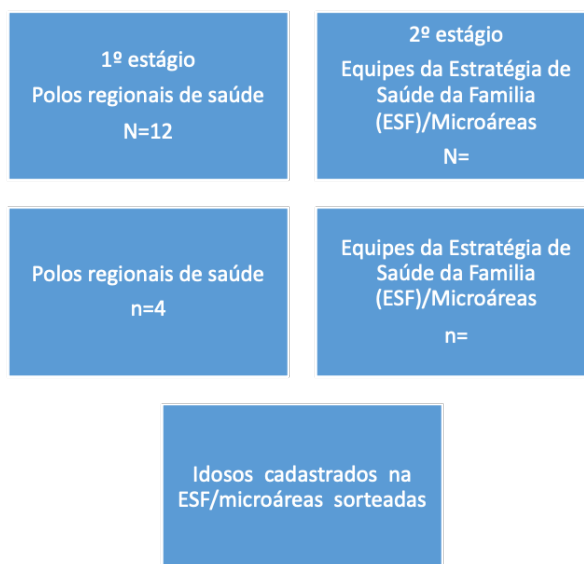 1º estágio
Polos regionais de saúde
N=12
2º estágio
Equipes da Estratégia de
Saúde da Familia
(ESF)/Microáreas
N=
Polos regionais de saúde
n=4
Equipes da Estratégia de
Saúde da Familia
(ESF)/Microáreas
n=
Idosos cadastrados na
ESF/microáreas sorteadas